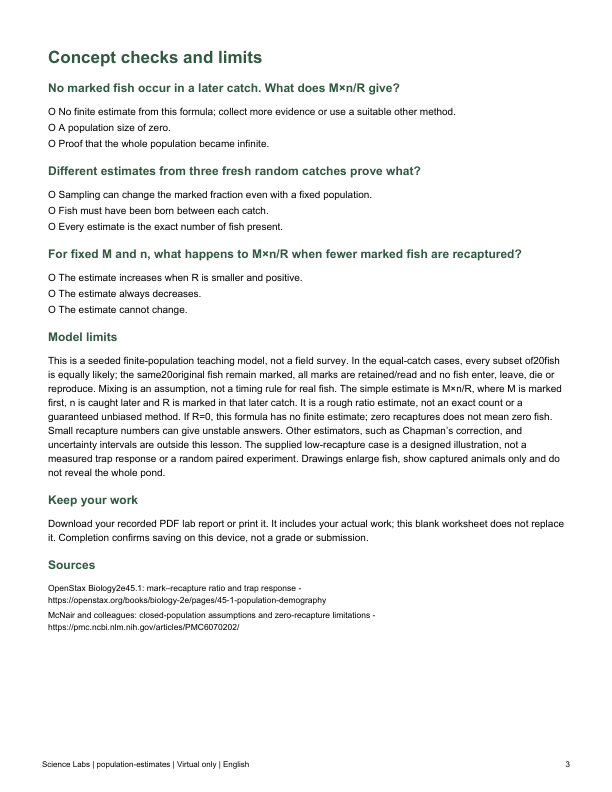 Concept checks and limits
No marked fish occur in a later catch. What does M×n/R give?
O No finite estimate from this formula; collect more evidence or use a suitable other method.
O A population size of zero.
O Proof that the whole population became infinite.
Different estimates from three fresh random catches prove what?
O Sampling can change the marked fraction even with a fixed population.
O Fish must have been born between each catch.
O Every estimate is the exact number of fish present.
For fixed M and n, what happens to M×n/R when fewer marked fish are recaptured?
O The estimate increases when R is smaller and positive.
O The estimate always decreases.
O The estimate cannot change.
Model limits
This is a seeded finite-population teaching model, not a field survey. In the equal-catch cases, every subset of20fish
is equally likely; the same20original fish remain marked, all marks are retained/read and no fish enter, leave, die or
reproduce. Mixing is an assumption, not a timing rule for real fish. The simple estimate is M×n/R, where M is marked
first, n is caught later and R is marked in that later catch. It is a rough ratio estimate, not an exact count or a
guaranteed unbiased method. If R=0, this formula has no finite estimate; zero recaptures does not mean zero fish.
Small recapture numbers can give unstable answers. Other estimators, such as Chapman’s correction, and
uncertainty intervals are outside this lesson. The supplied low-recapture case is a designed illustration, not a
measured trap response or a random paired experiment. Drawings enlarge fish, show captured animals only and do
not reveal the whole pond.
Keep your work
Download your recorded PDF lab report or print it. It includes your actual work; this blank worksheet does not replace
it. Completion confirms saving on this device, not a grade or submission.
Sources
OpenStax Biology2e45.1: mark–recapture ratio and trap response -
https://openstax.org/books/biology-2e/pages/45-1-population-demography
McNair and colleagues: closed-population assumptions and zero-recapture limitations -
https://pmc.ncbi.nlm.nih.gov/articles/PMC6070202/
Science Labs | population-estimates | Virtual only | English
3